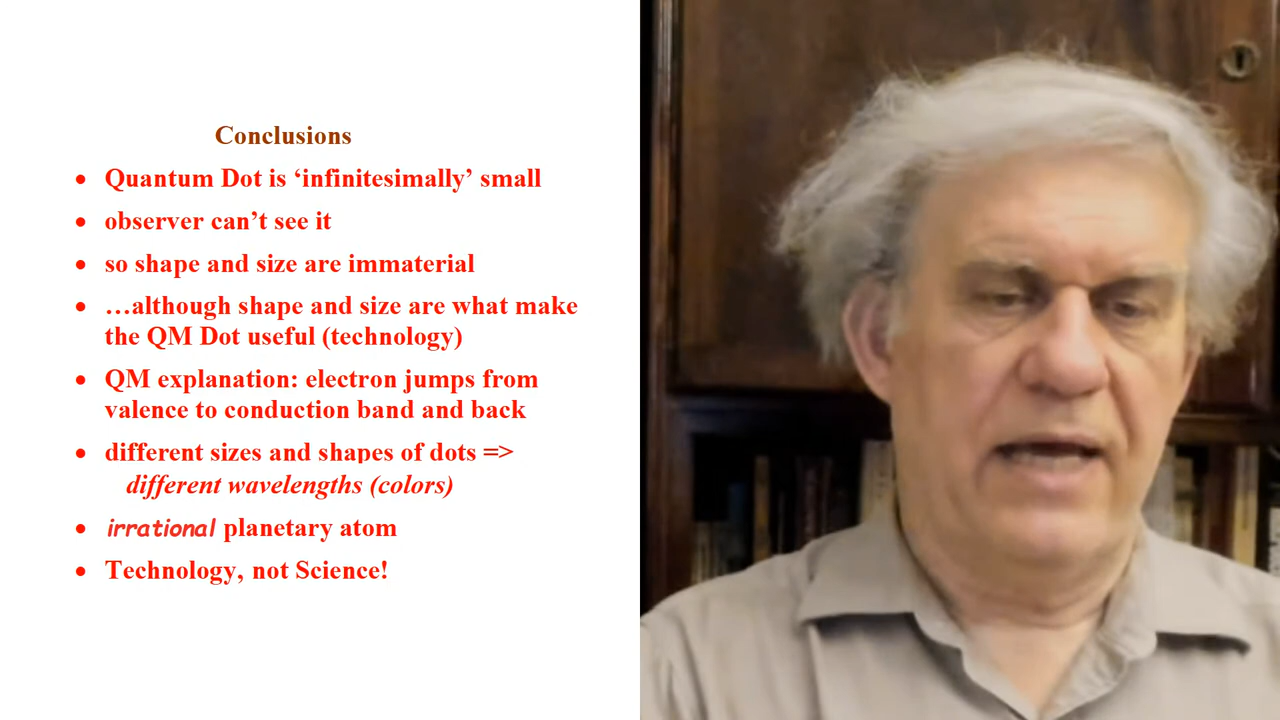 Conclusions
• Quantum Dot is ‘infinitesimally’ small
• observer can’t see it
• so shape and size are immaterial
• …although shape and size are what make
the QM Dot useful (technology)
• QM explanation: electron jumps from
valence to conduction band and back
• different sizes and shapes of dots =>
different wavelengths (colors)
• irrational planetary atom
• Technology, not Science!